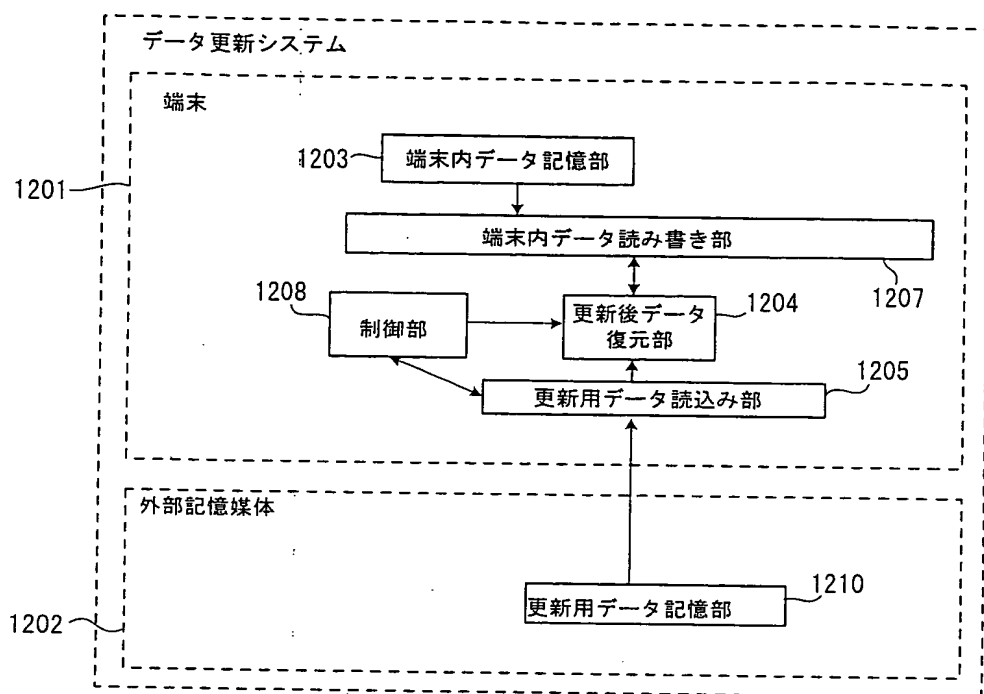 データ更新システム
端末
1203
端末内データ記憶部
1201
端末内データ読み書き部
1207
1208
制御部
更新後データ
復元部
1204
1205
更新用データ読込み部
外部記憶媒体
1210
更新用データ記憶部
1202